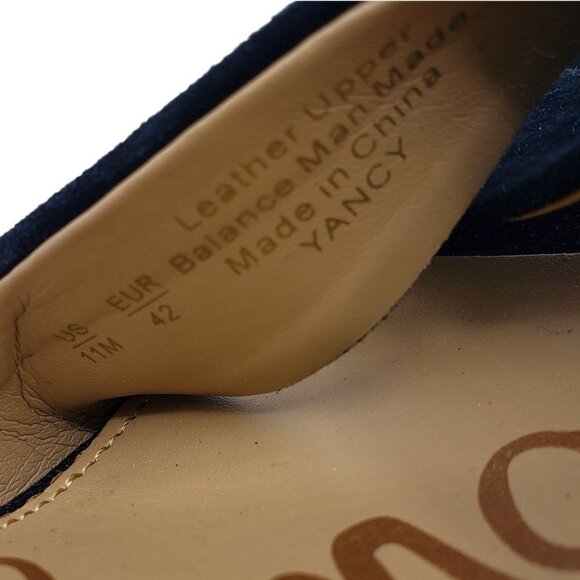 Leather Upper
Balance Man Made
Made in China
YANCY
US EUR
11M 42